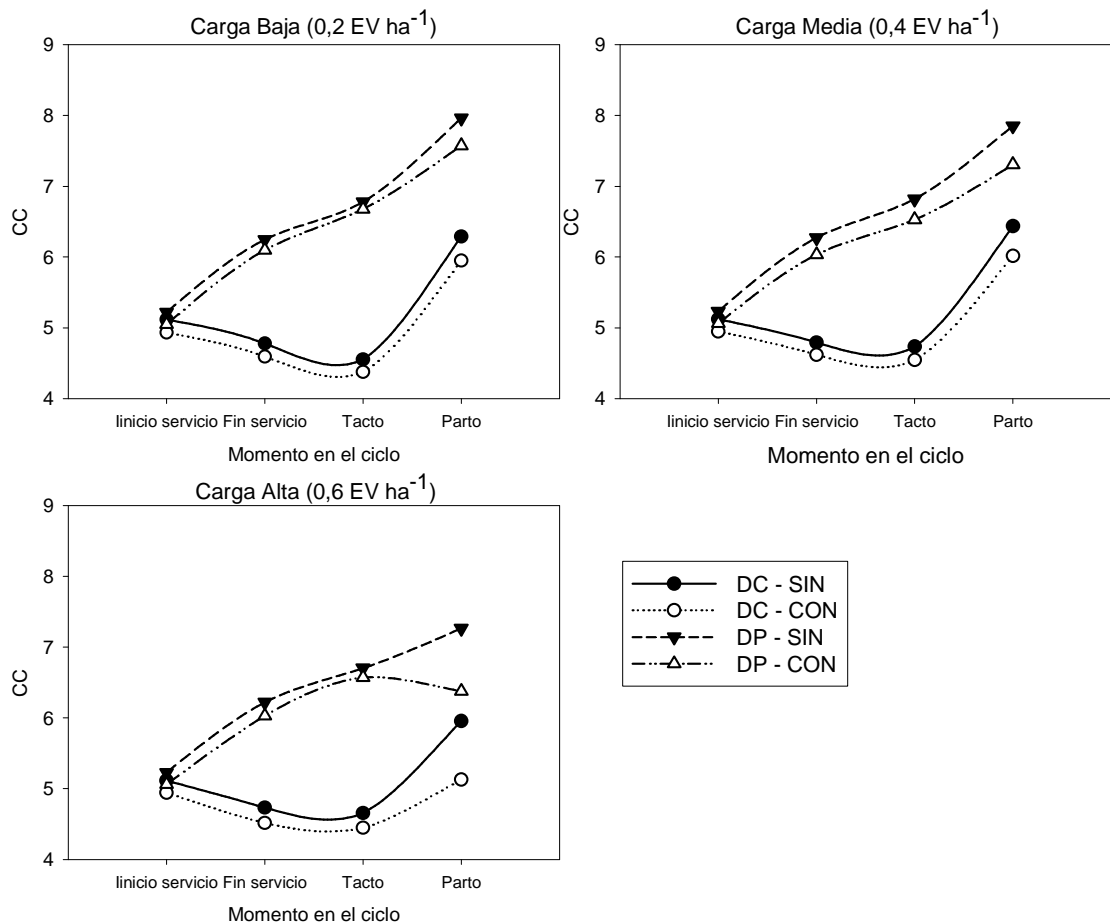 Carga Baja (0,2 EV ha⁻¹)
9
8
7
6
5
4
CC
Iinicio servicio Fin servicio Tacto Parto
Momento en el ciclo
Carga Media (0,4 EV ha⁻¹)
9
8
7
6
5
4
CC
Iinicio servicio Fin servicio Tacto Parto
Momento en el ciclo
Carga Alta (0,6 EV ha⁻¹)
9
8
7
6
5
4
CC
Iinicio servicio Fin servicio Tacto Parto
Momento en el ciclo
DC - SIN
DC - CON
DP - SIN
DP - CON